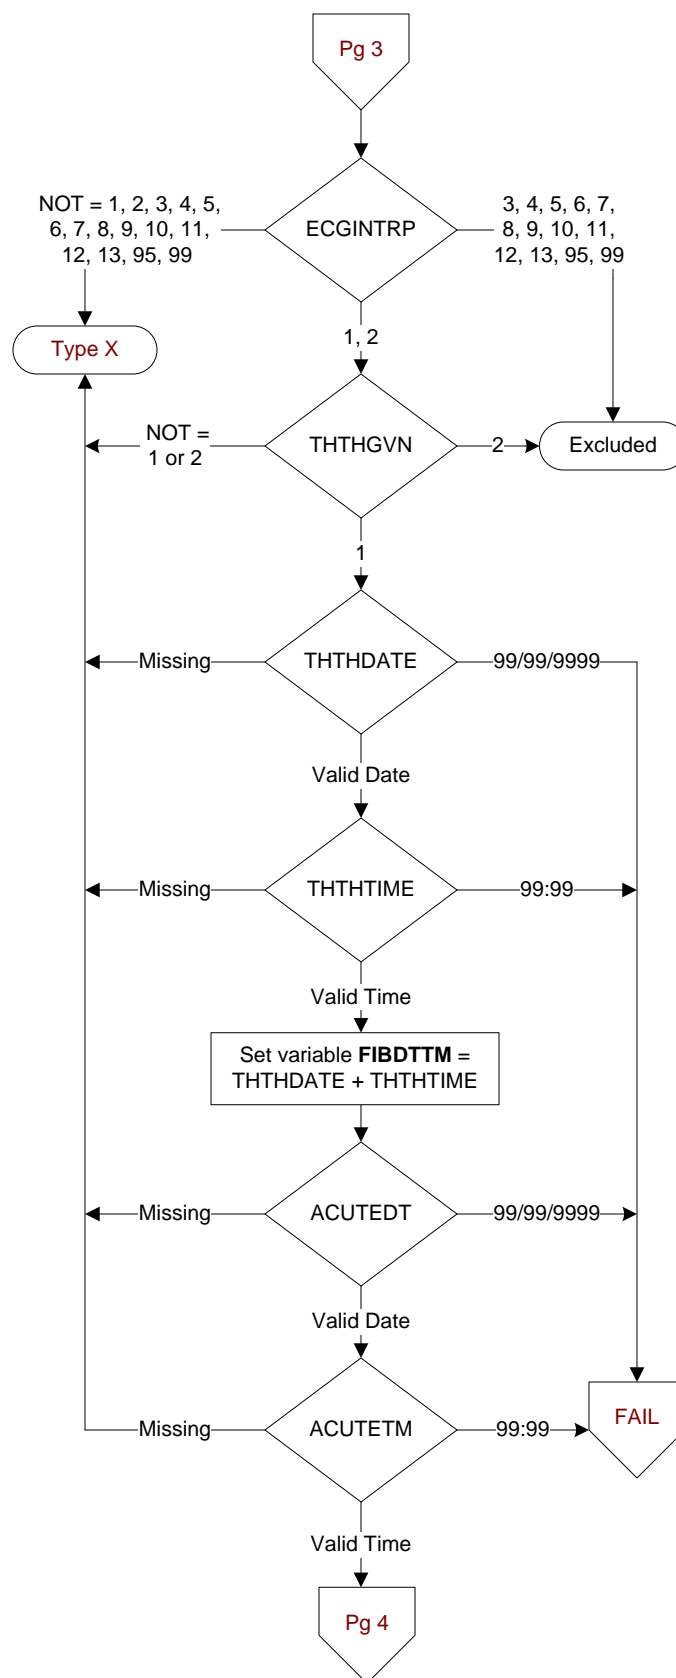 Pg 3
NOT = 1, 2, 3, 4, 5,
6, 7, 8, 9, 10, 11,
12, 13, 95, 99
ECGINTRP
3, 4, 5, 6, 7,
8, 9, 10, 11,
12, 13, 95, 99
1, 2
Type X
NOT =
1 or 2
THTHGVN
2
Excluded
1
Missing
THTHDATE
99/99/9999
Valid Date
Missing
THTHTIME
99:99
Valid Time
Set variable FIBDTTM =
THTHDATE + THTHTIME
Missing
ACUTEDT
99/99/9999
Valid Date
Missing
ACUTETM
99:99
FAIL
Valid Time
Pg 4